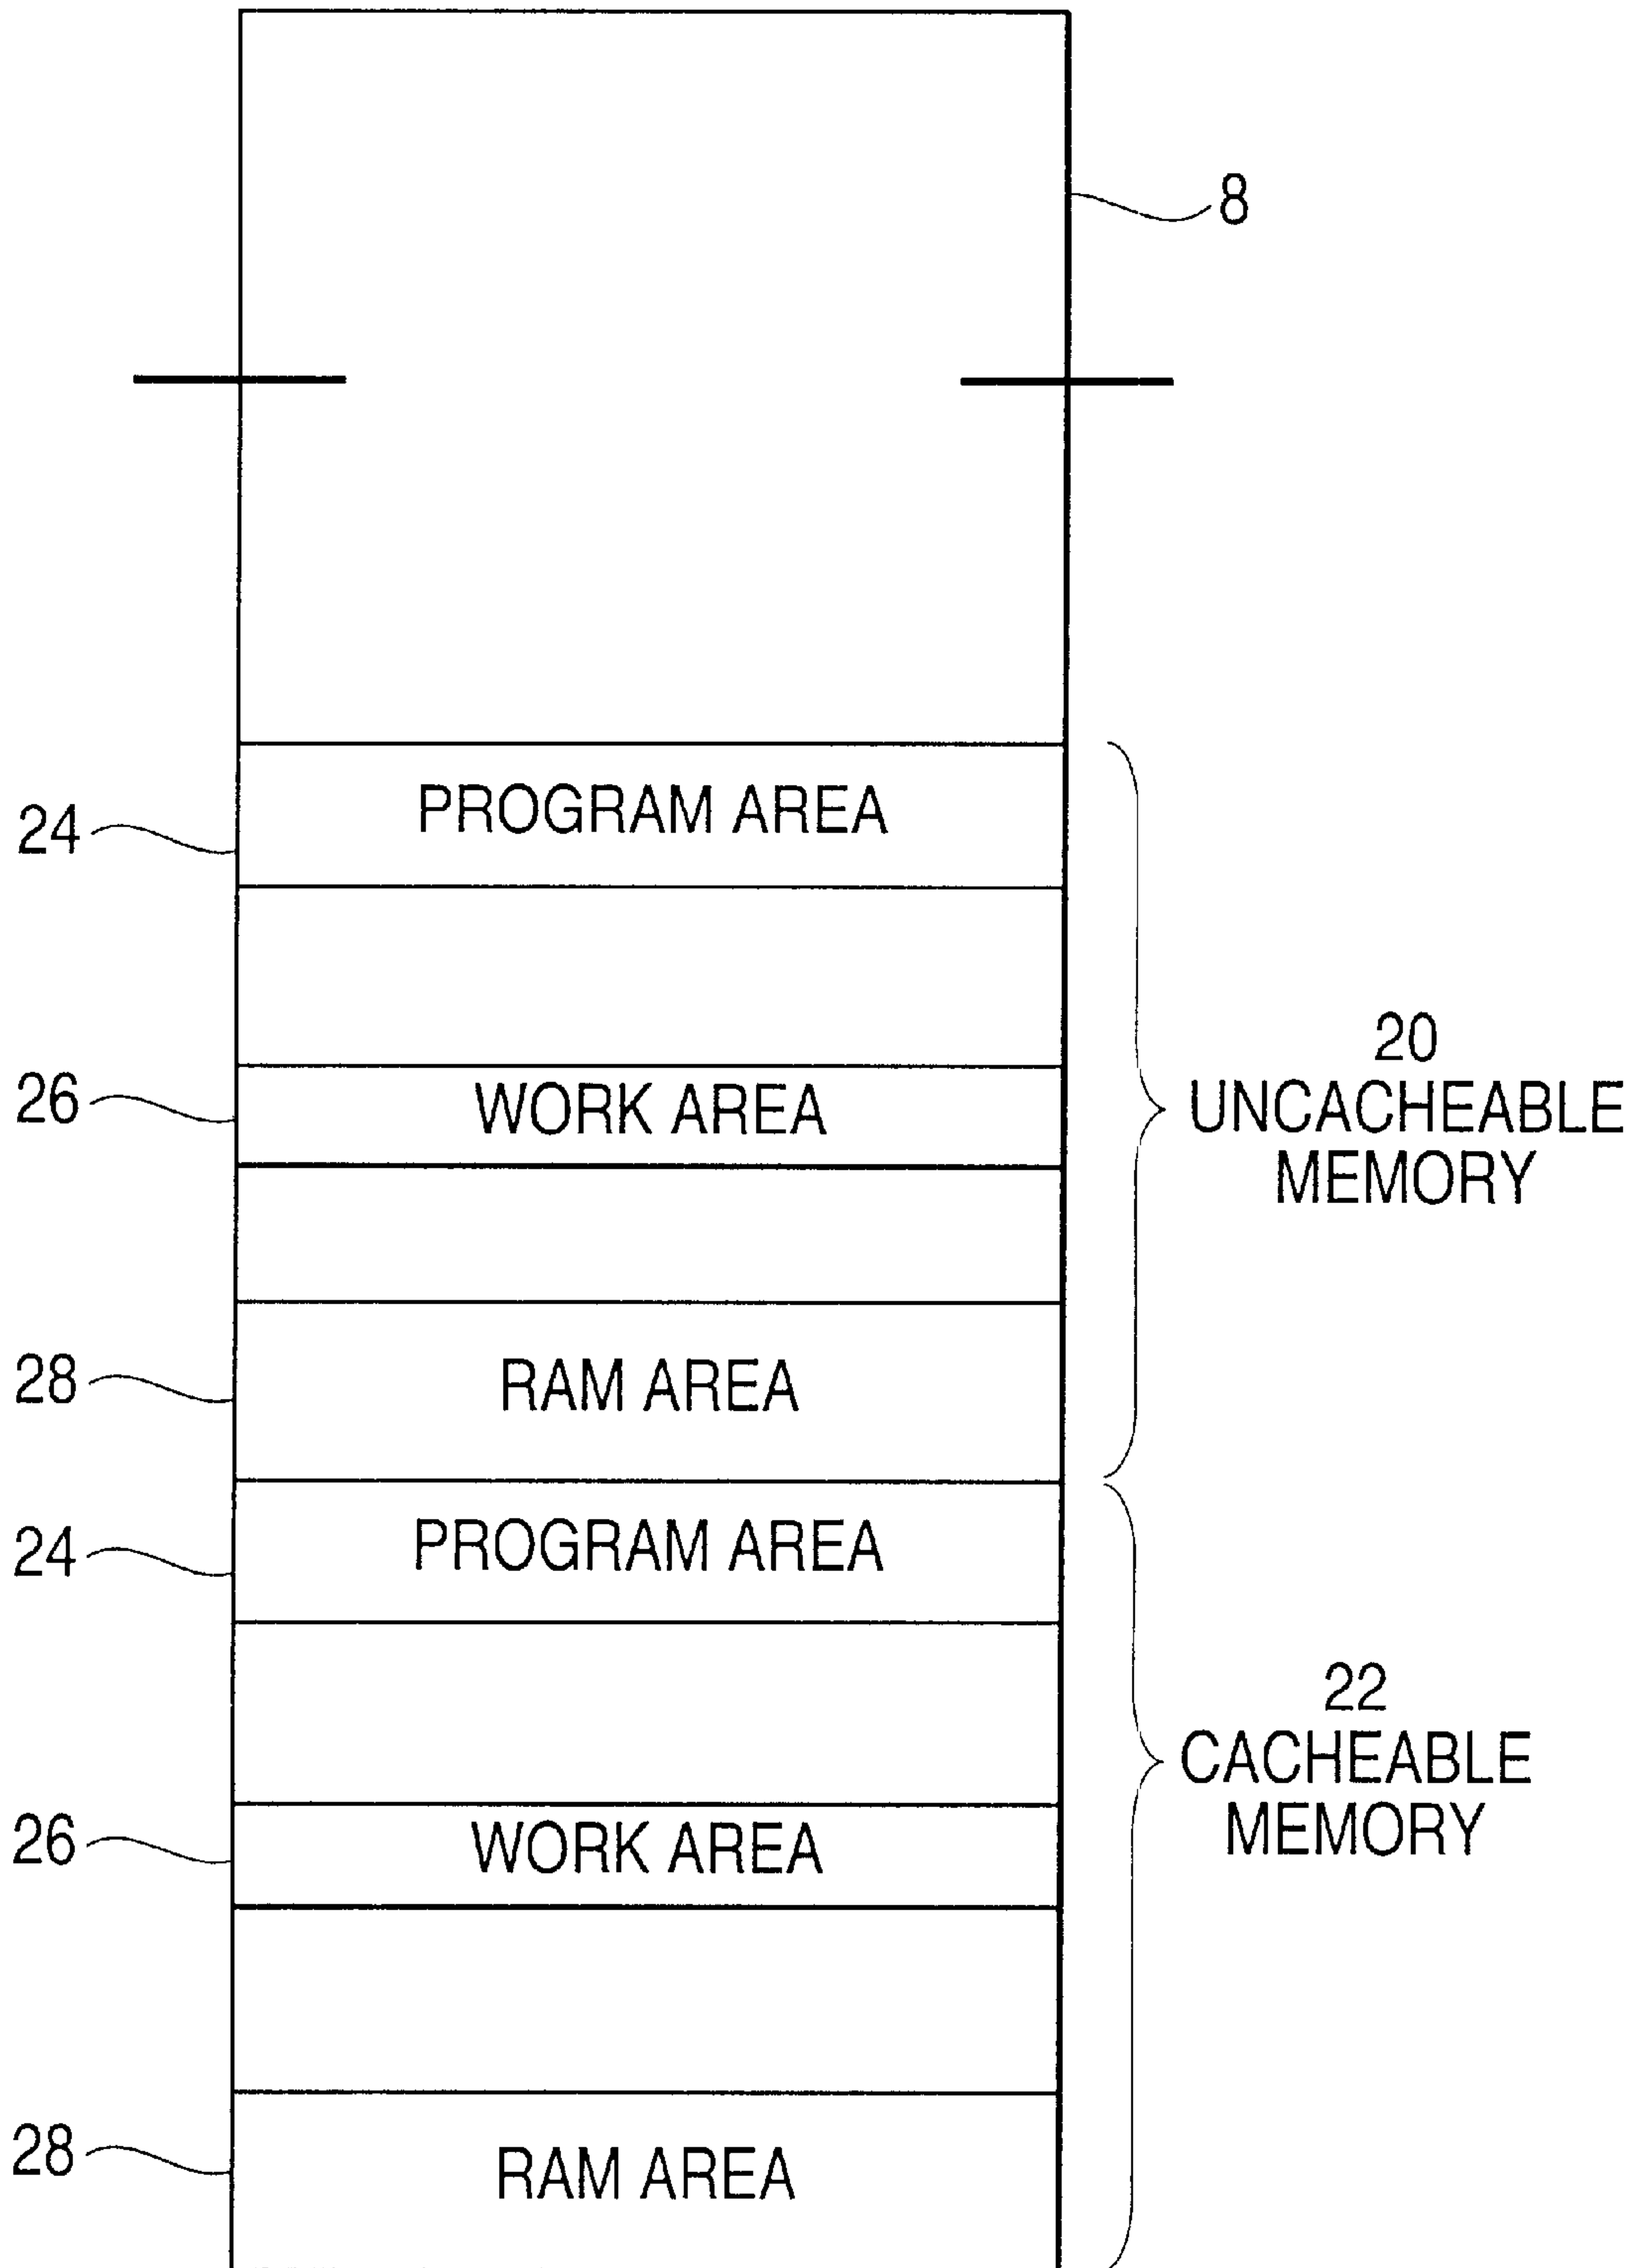 8
24
PROGRAM AREA
26
WORK AREA
20
UNCACHEABLE
MEMORY
28
RAM AREA
24
PROGRAM AREA
22
CACHEABLE
MEMORY
26
WORK AREA
28
RAM AREA